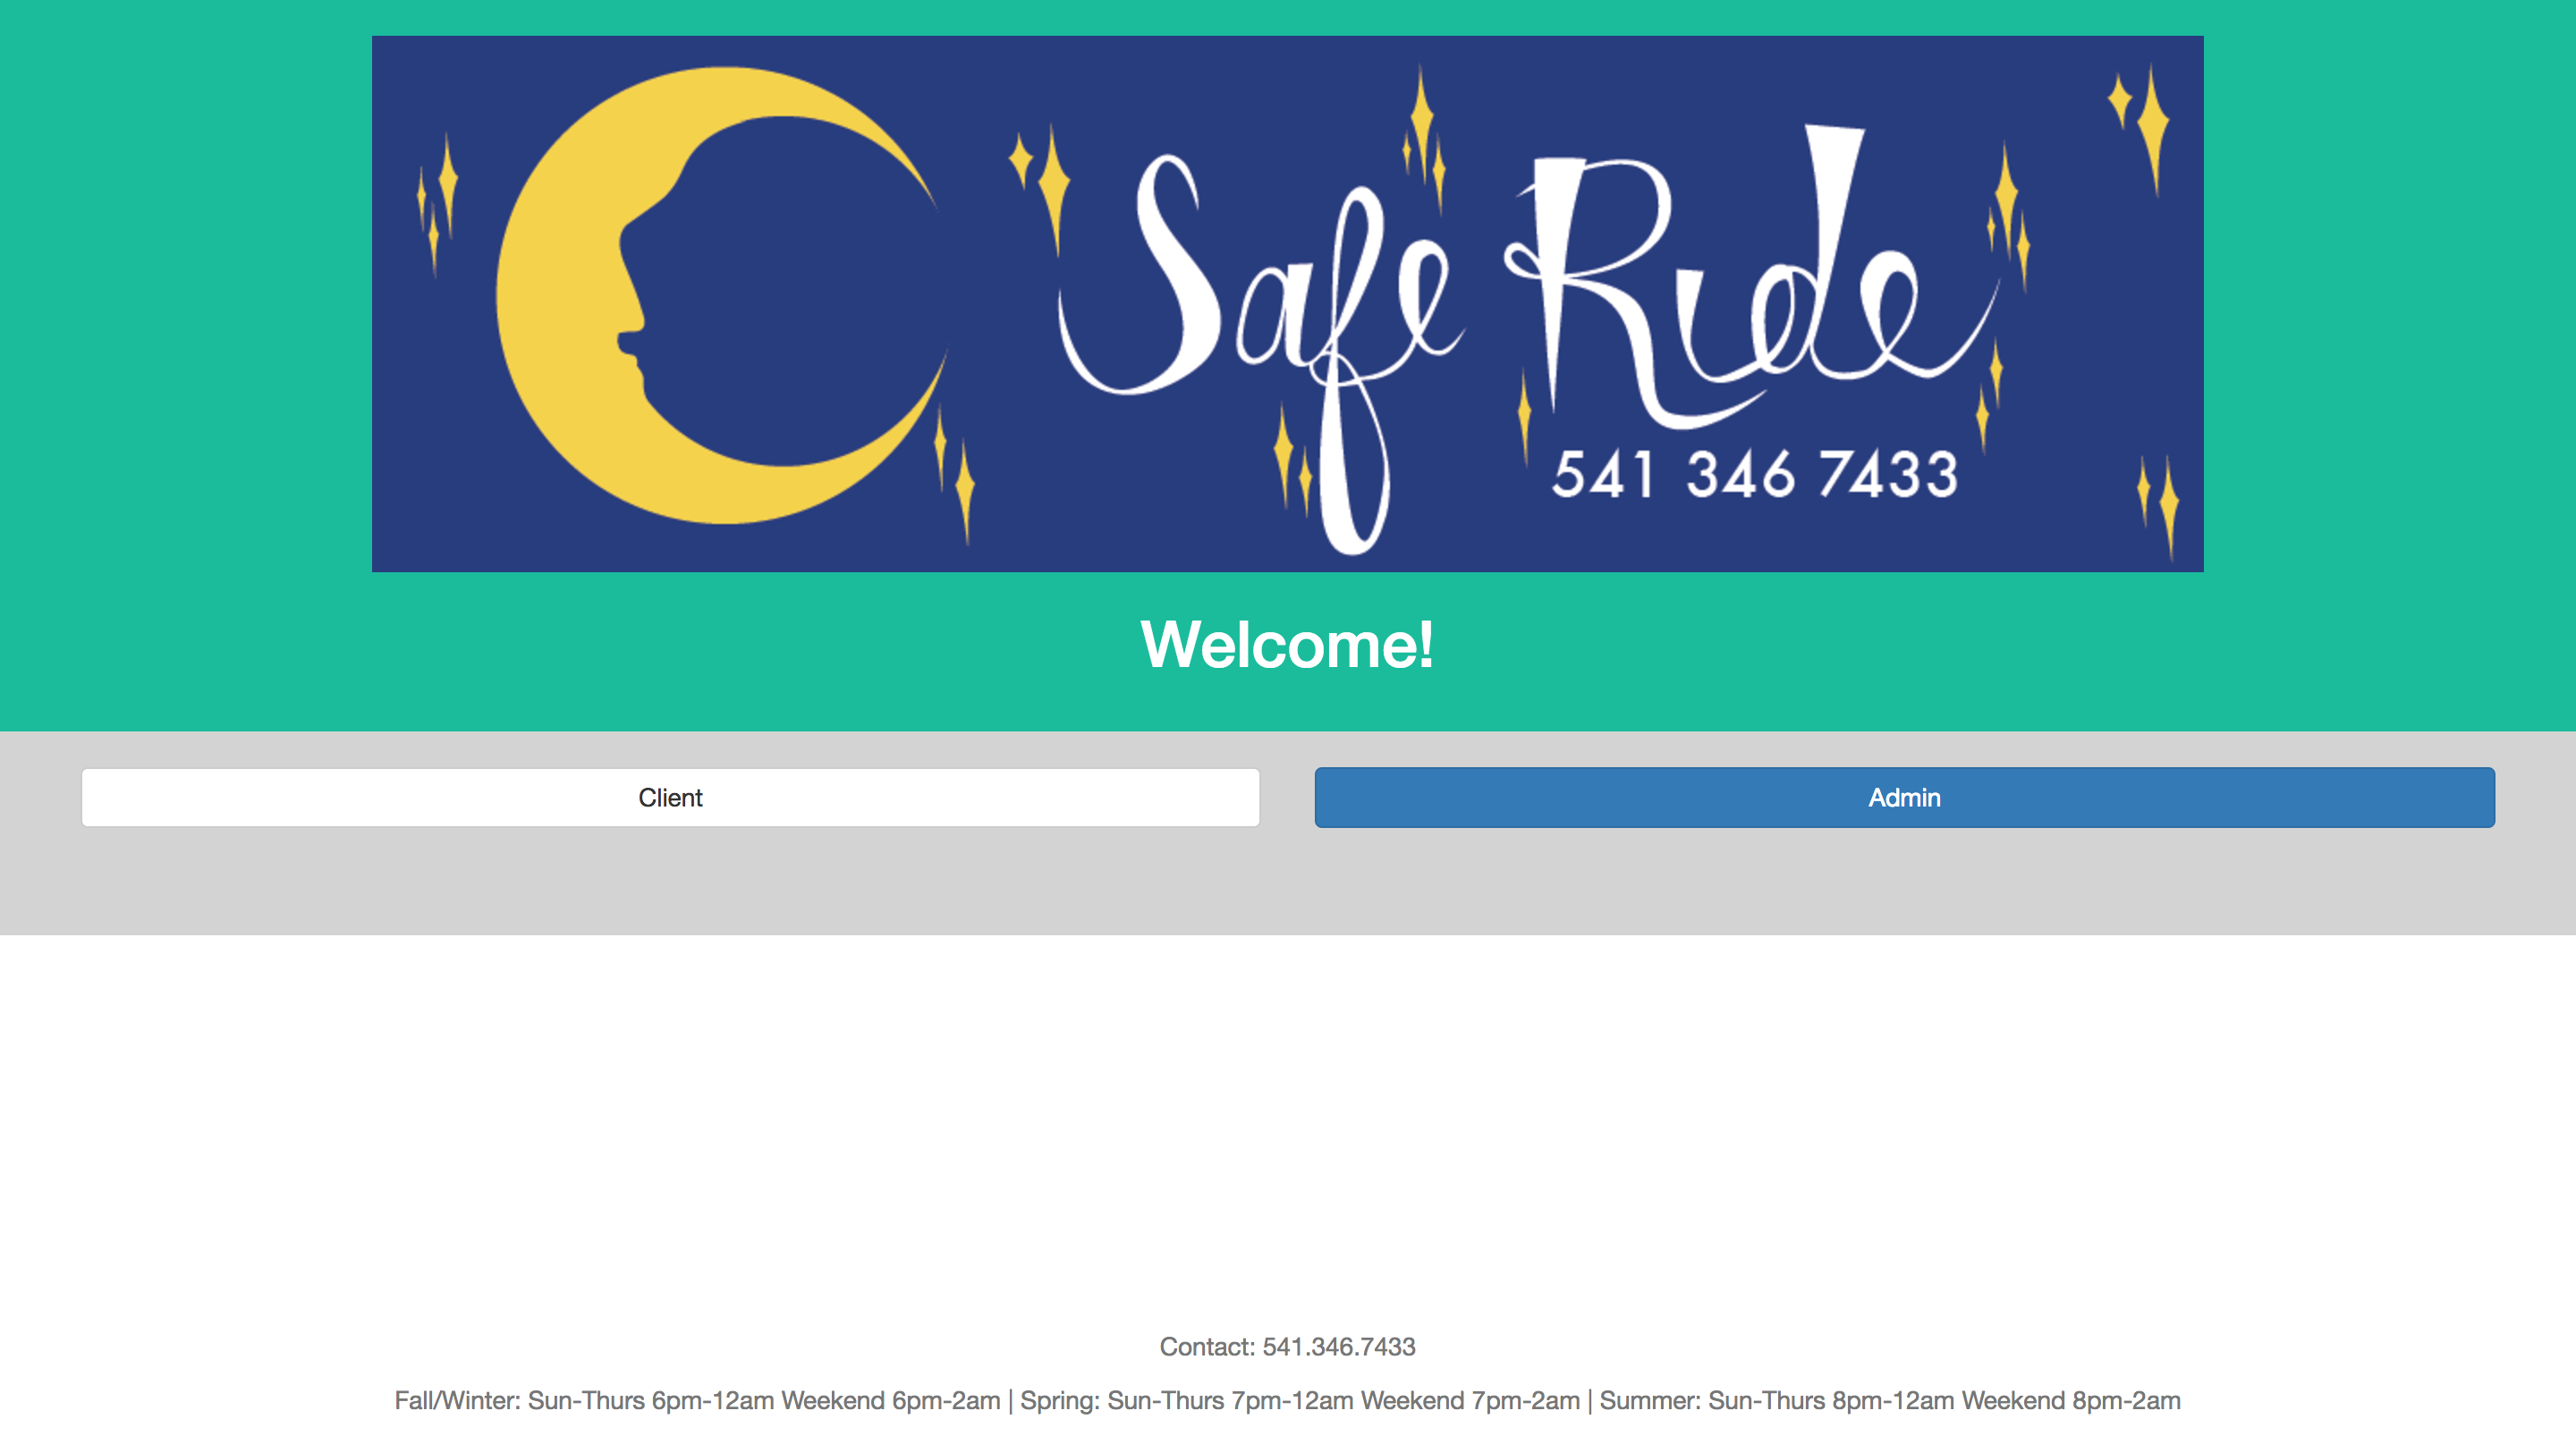 Safe Ride
541 346 7433
Welcome!
Client
Admin
Contact: 541.346.7433
Fall/Winter: Sun-Thurs 6pm-12am Weekend 6pm-2am | Spring: Sun-Thurs 7pm-12am Weekend 7pm-2am | Summer: Sun-Thurs 8pm-12am Weekend 8pm-2am